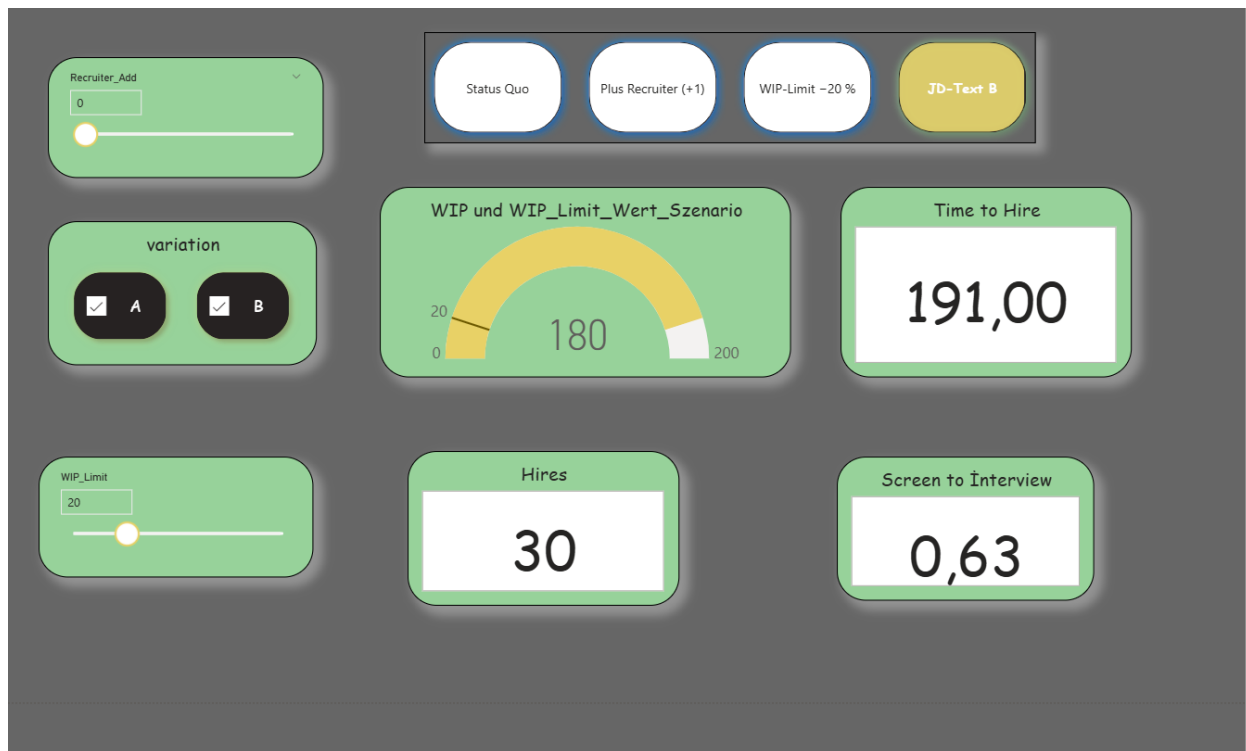 Recruiter_Add
0
Status Quo
Plus Recruiter (+1)
WIP-Limit −20 %
JD-Text B
variation
A
B
WIP und WIP_Limit_Wert_Szenario
20
0
180
200
Time to Hire
191,00
WIP_Limit
20
Hires
30
Screen to İnterview
0,63